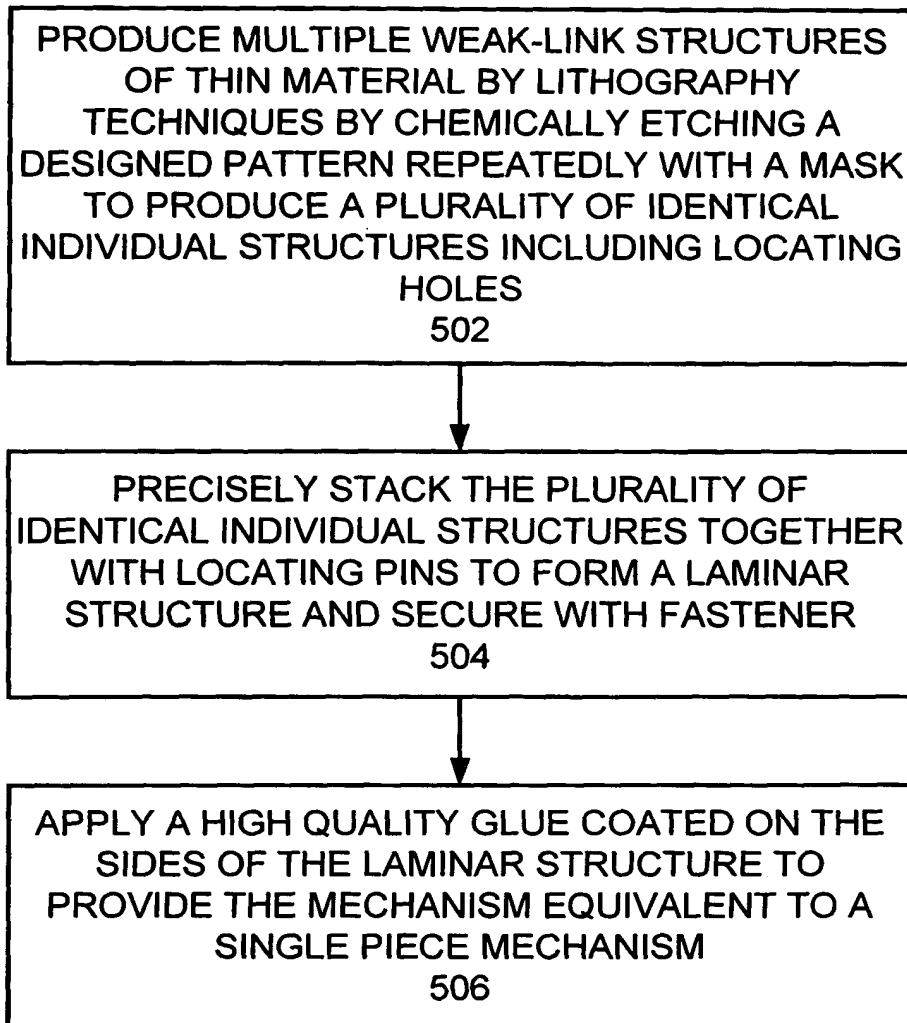 PRODUCE MULTIPLE WEAK-LINK STRUCTURES
OF THIN MATERIAL BY LITHOGRAPHY
TECHNIQUES BY CHEMICALLY ETCHING A
DESIGNED PATTERN REPEATEDLY WITH A MASK
TO PRODUCE A PLURALITY OF IDENTICAL
INDIVIDUAL STRUCTURES INCLUDING LOCATING
HOLES
502
PRECISELY STACK THE PLURALITY OF
IDENTICAL INDIVIDUAL STRUCTURES TOGETHER
WITH LOCATING PINS TO FORM A LAMINAR
STRUCTURE AND SECURE WITH FASTENER
504
APPLY A HIGH QUALITY GLUE COATED ON THE
SIDES OF THE LAMINAR STRUCTURE TO
PROVIDE THE MECHANISM EQUIVALENT TO A
SINGLE PIECE MECHANISM
506